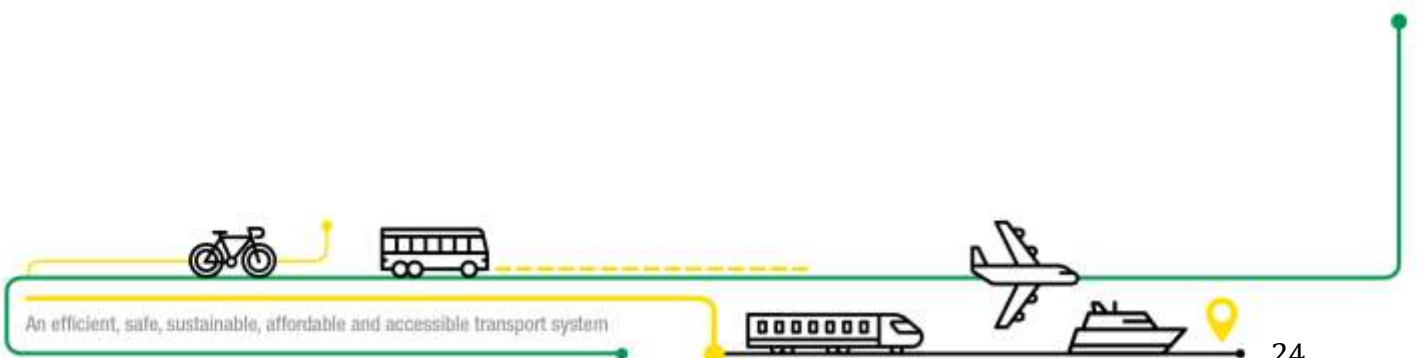 An efficient, safe, sustainable, affordable and accessible transport system
24